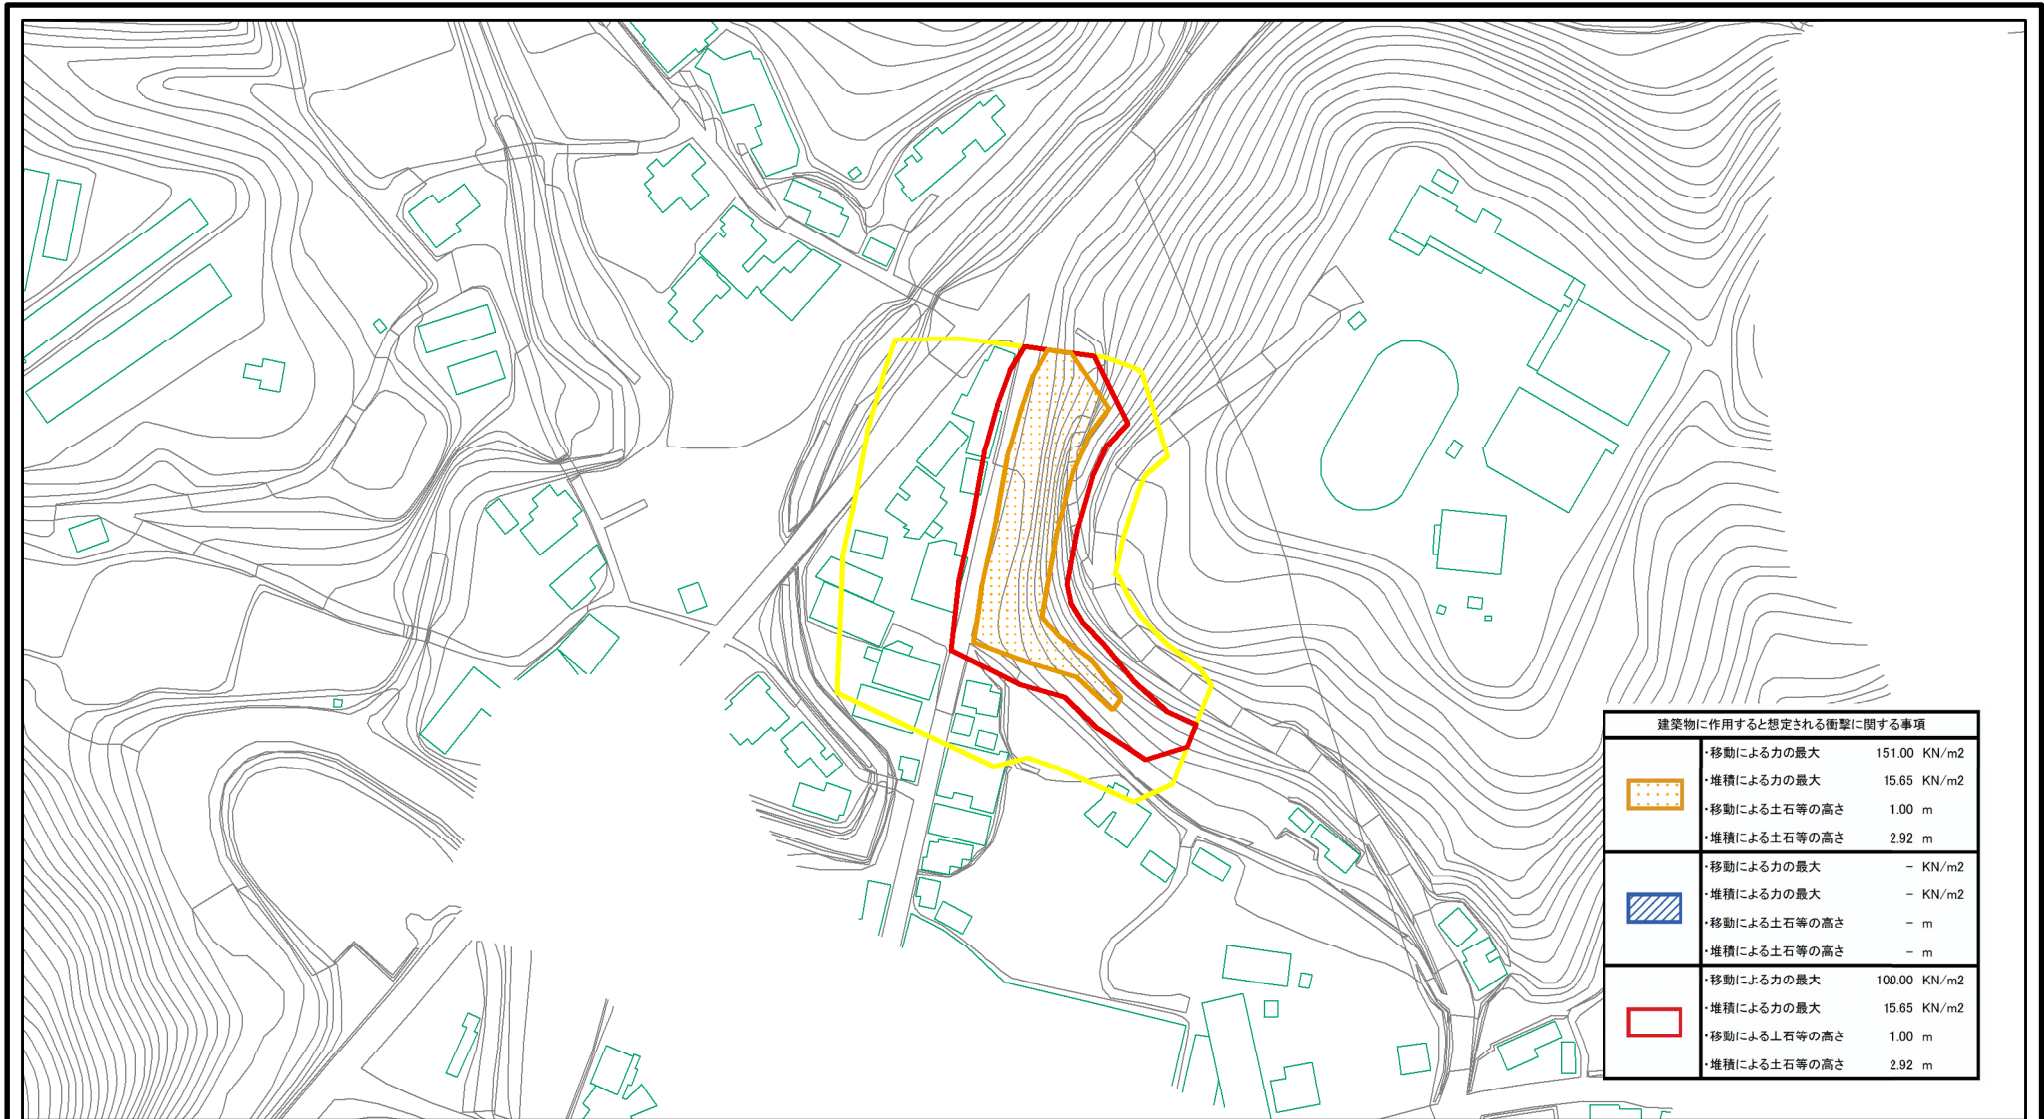 建築物に作用すると想定される衝撃に関する事項
・移動による力の最大 151.00 KN/m2
・堆積による力の最大 15.65 KN/m2
・移動による土石等の高さ 1.00 m
・堆積による土石等の高さ 2.92 m
・移動による力の最大 － KN/m2
・堆積による力の最大 － KN/m2
・移動による土石等の高さ － m
・堆積による土石等の高さ － m
・移動による力の最大 100.00 KN/m2
・堆積による力の最大 15.65 KN/m2
・移動による土石等の高さ 1.00 m
・堆積による土石等の高さ 2.92 m